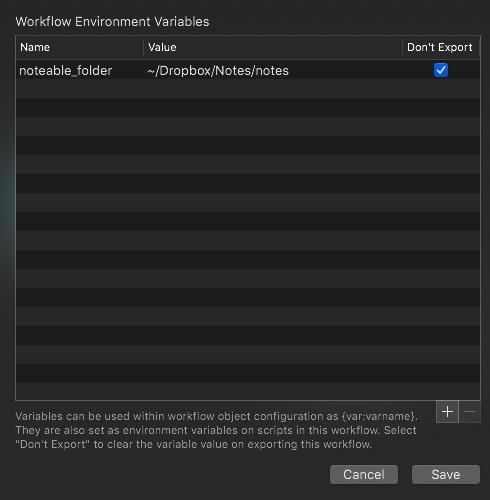 Workflow Environment Variables
Name Value Don't Export
noteable_folder ~/Dropbox/Notes/notes
+ −
Variables can be used within workflow object configuration as {var:varname}.
They are also set as environment variables on scripts in this workflow. Select
"Don't Export" to clear the variable value on exporting this workflow.
Cancel Save